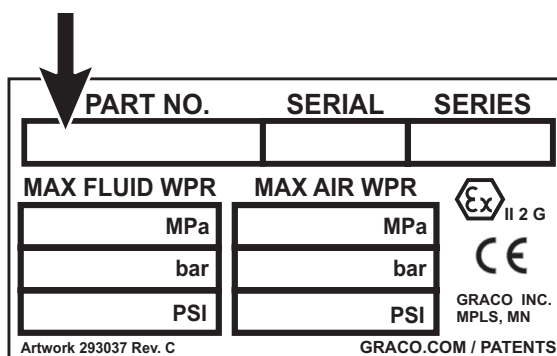 PART NO. SERIAL SERIES
MAX FLUID WPR MAX AIR WPR
Ex II 2 G
MPa MPa
bar bar
CE
PSI PSI
GRACO INC.
MPLS, MN
Artwork 293037 Rev. C GRACO.COM / PATENTS